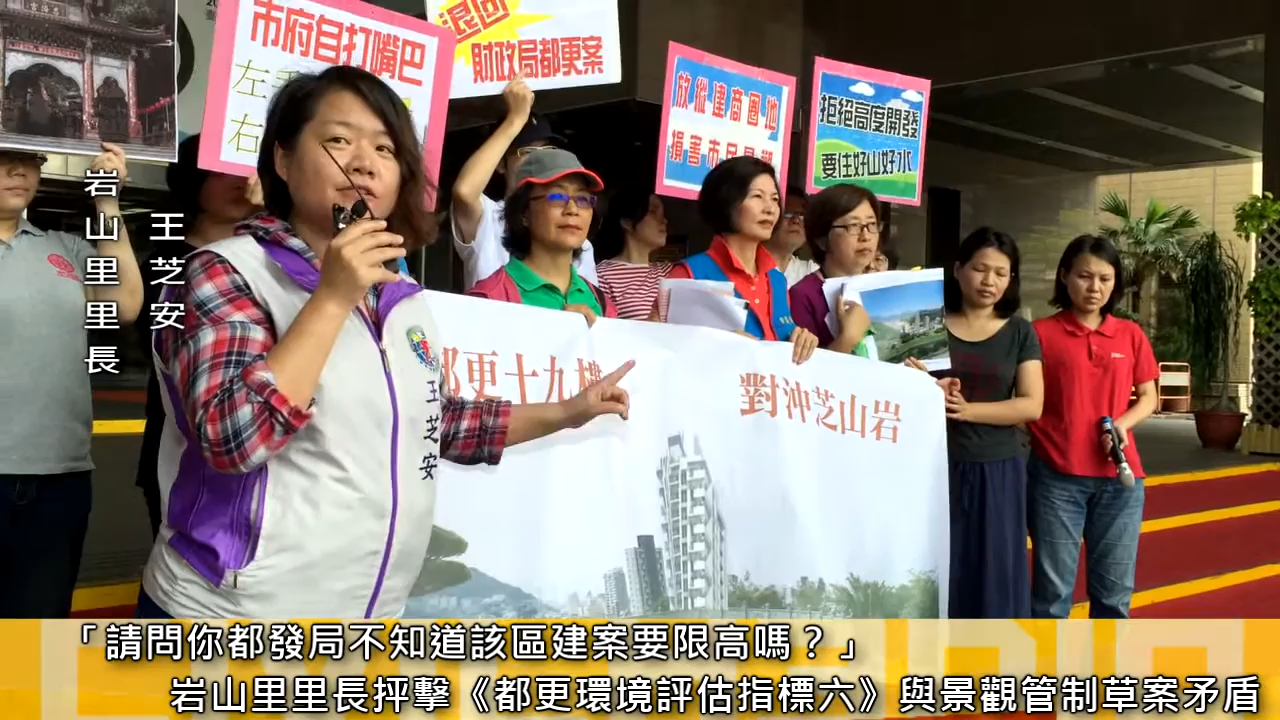 市府自打嘴巴
左
右
退回
財政局都更案
放縱建商圈地
損害市民
拒絕高度開發
要住好山好水
岩山里里長
王芝安
王芝安
都更十九樓
對沖芝山岩
「請問你都發局不知道該區建案要限高嗎？」
岩山里里長抨擊《都更環境評估指標六》與景觀管制草案矛盾